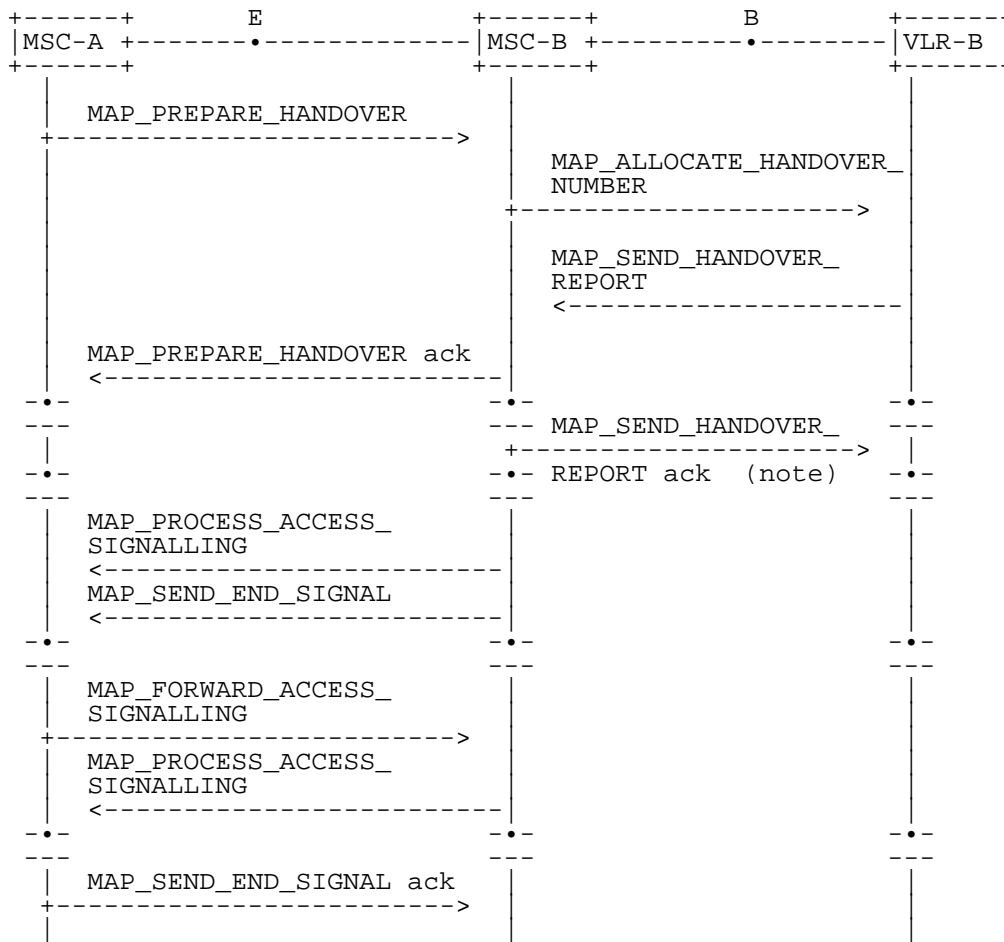 E B
MSC-A MSC-B VLR-B
MAP_PREPARE_HANDOVER
MAP_ALLOCATE_HANDOVER_
NUMBER
MAP_SEND_HANDOVER_
REPORT
MAP_PREPARE_HANDOVER ack
MAP_SEND_HANDOVER_
REPORT ack (note)
MAP_PROCESS_ACCESS_
SIGNALLING
MAP_SEND_END_SIGNAL
MAP_FORWARD_ACCESS_
SIGNALLING
MAP_PROCESS_ACCESS_
SIGNALLING
MAP_SEND_END_SIGNAL ack